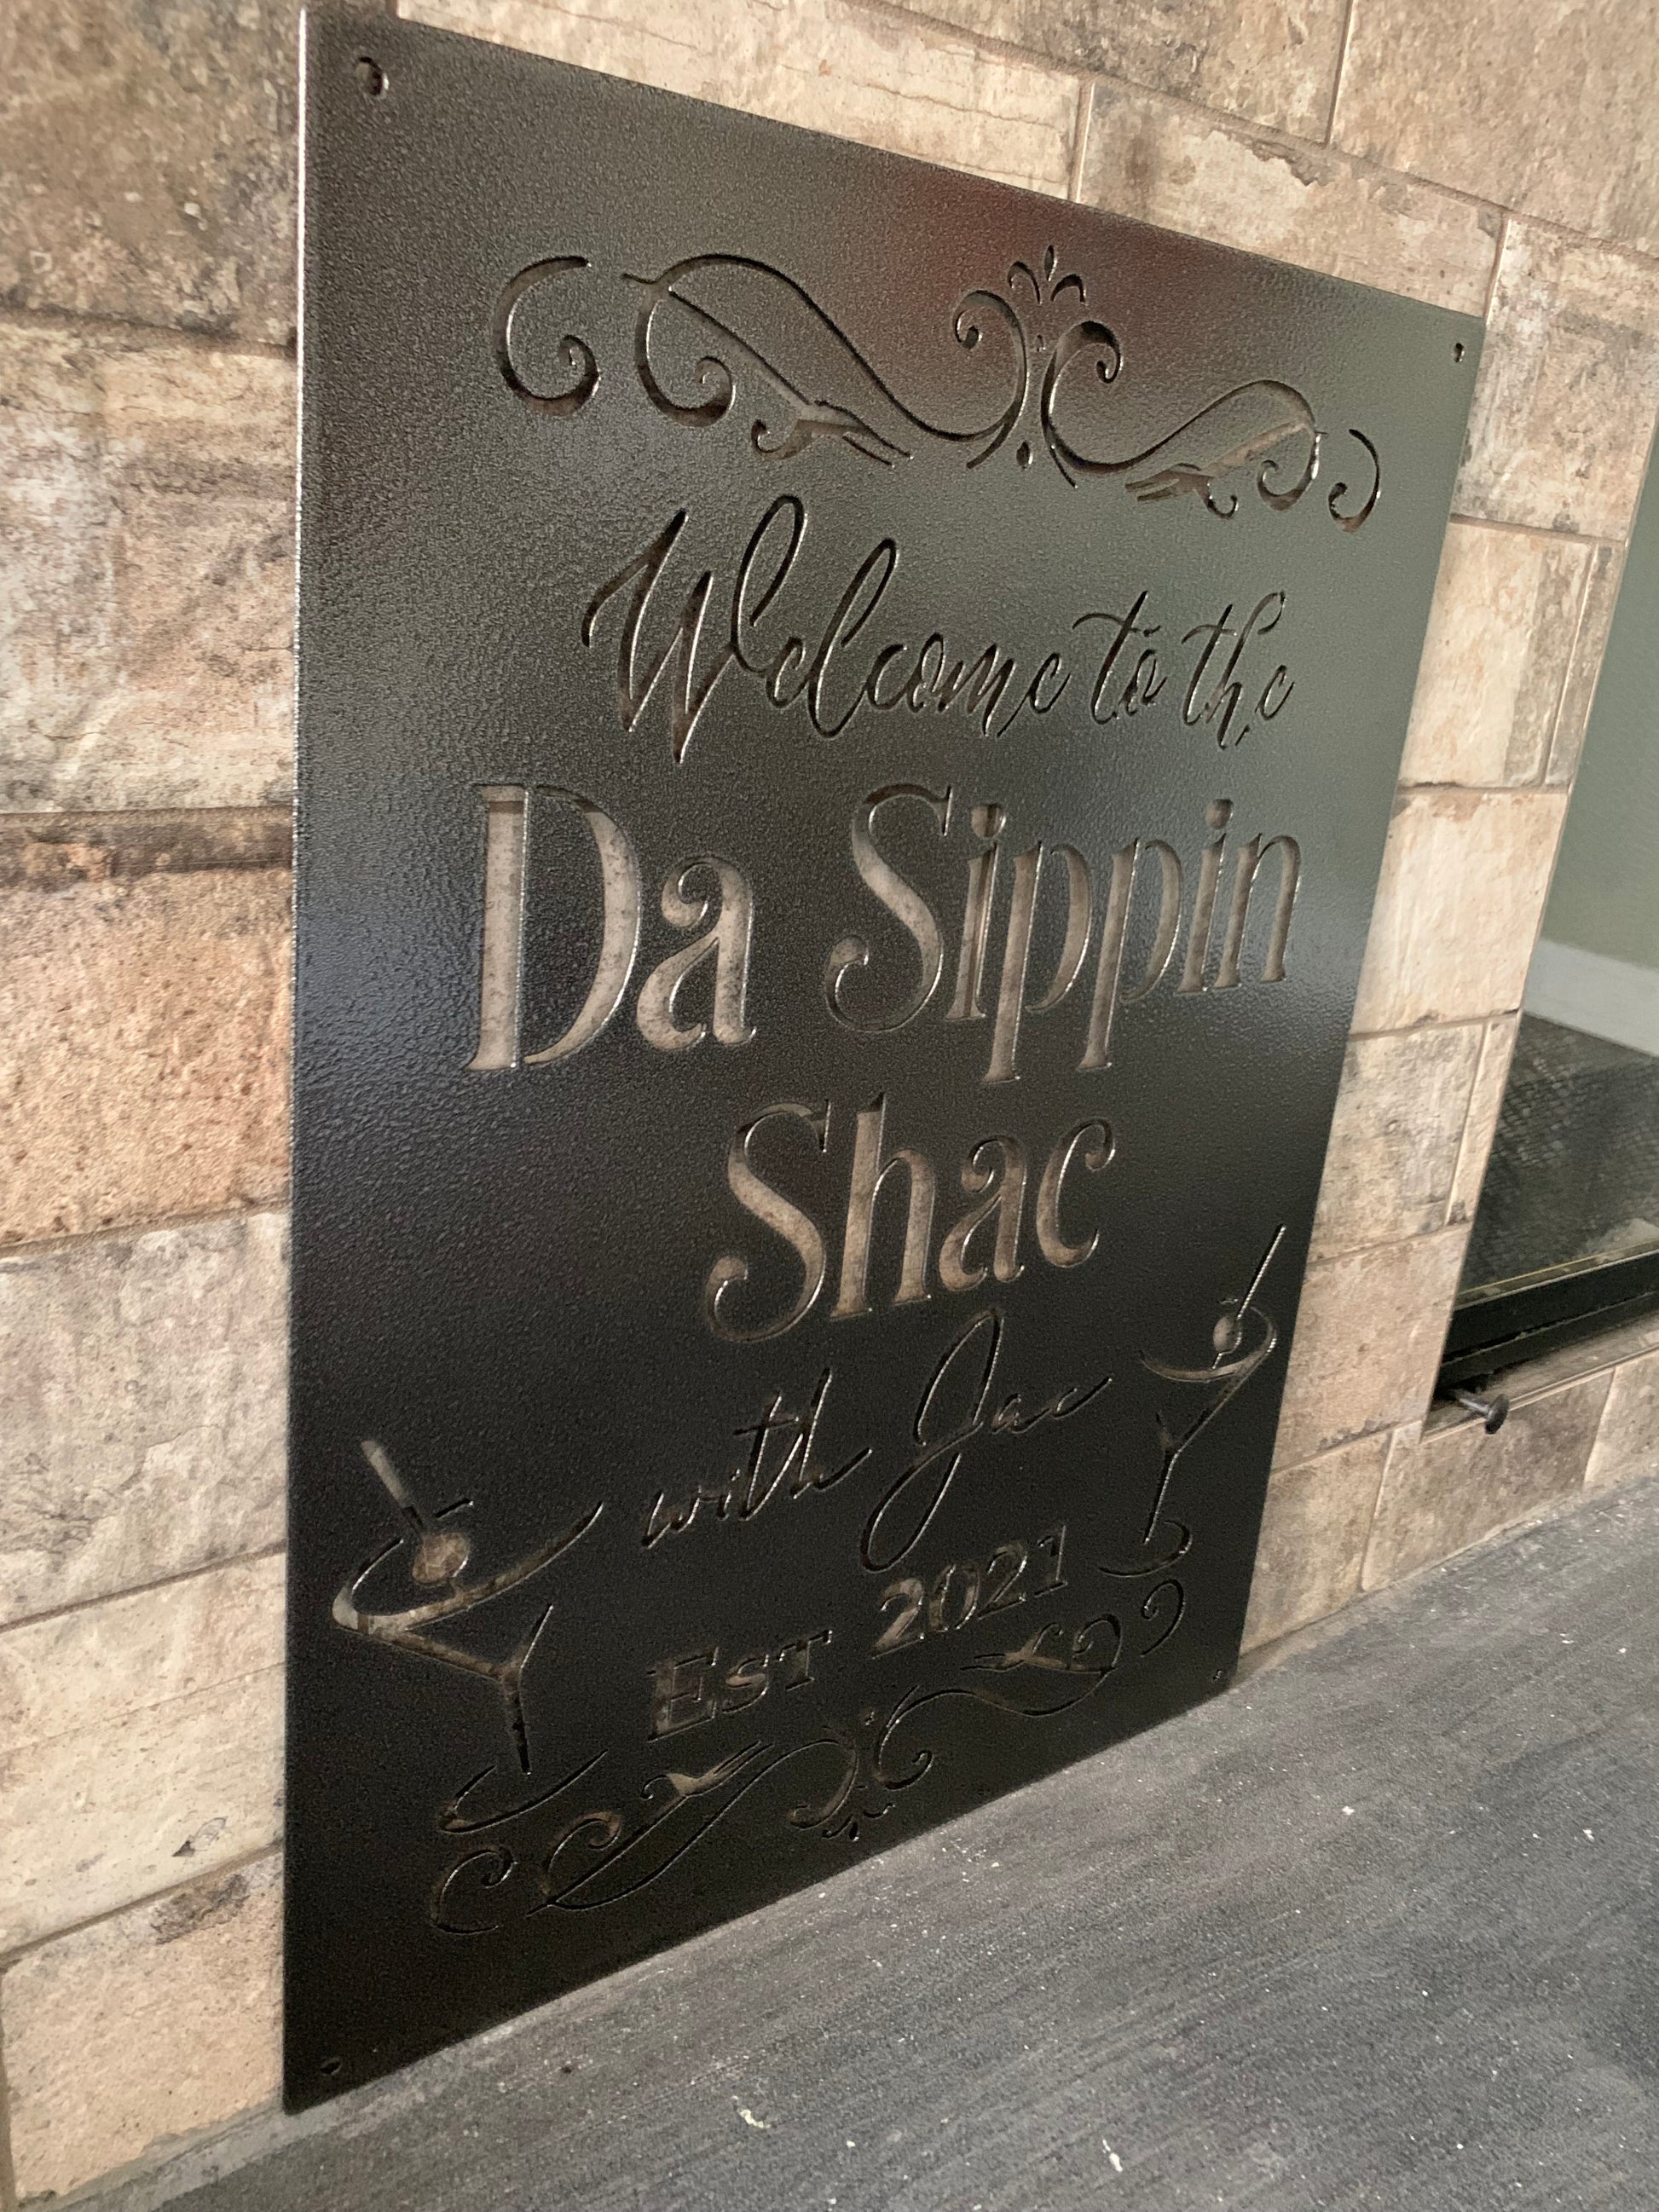 Welcome to the
Da Sippin
Shac
with Jac
Est 2021